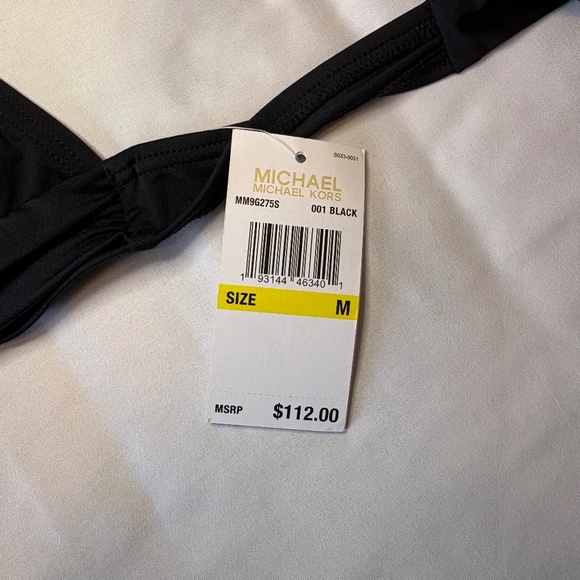 S033-0031
MICHAEL
MICHAEL KORS
MM9G275S 001 BLACK
1 93144 46340 1
SIZE M
MSRP $112.00